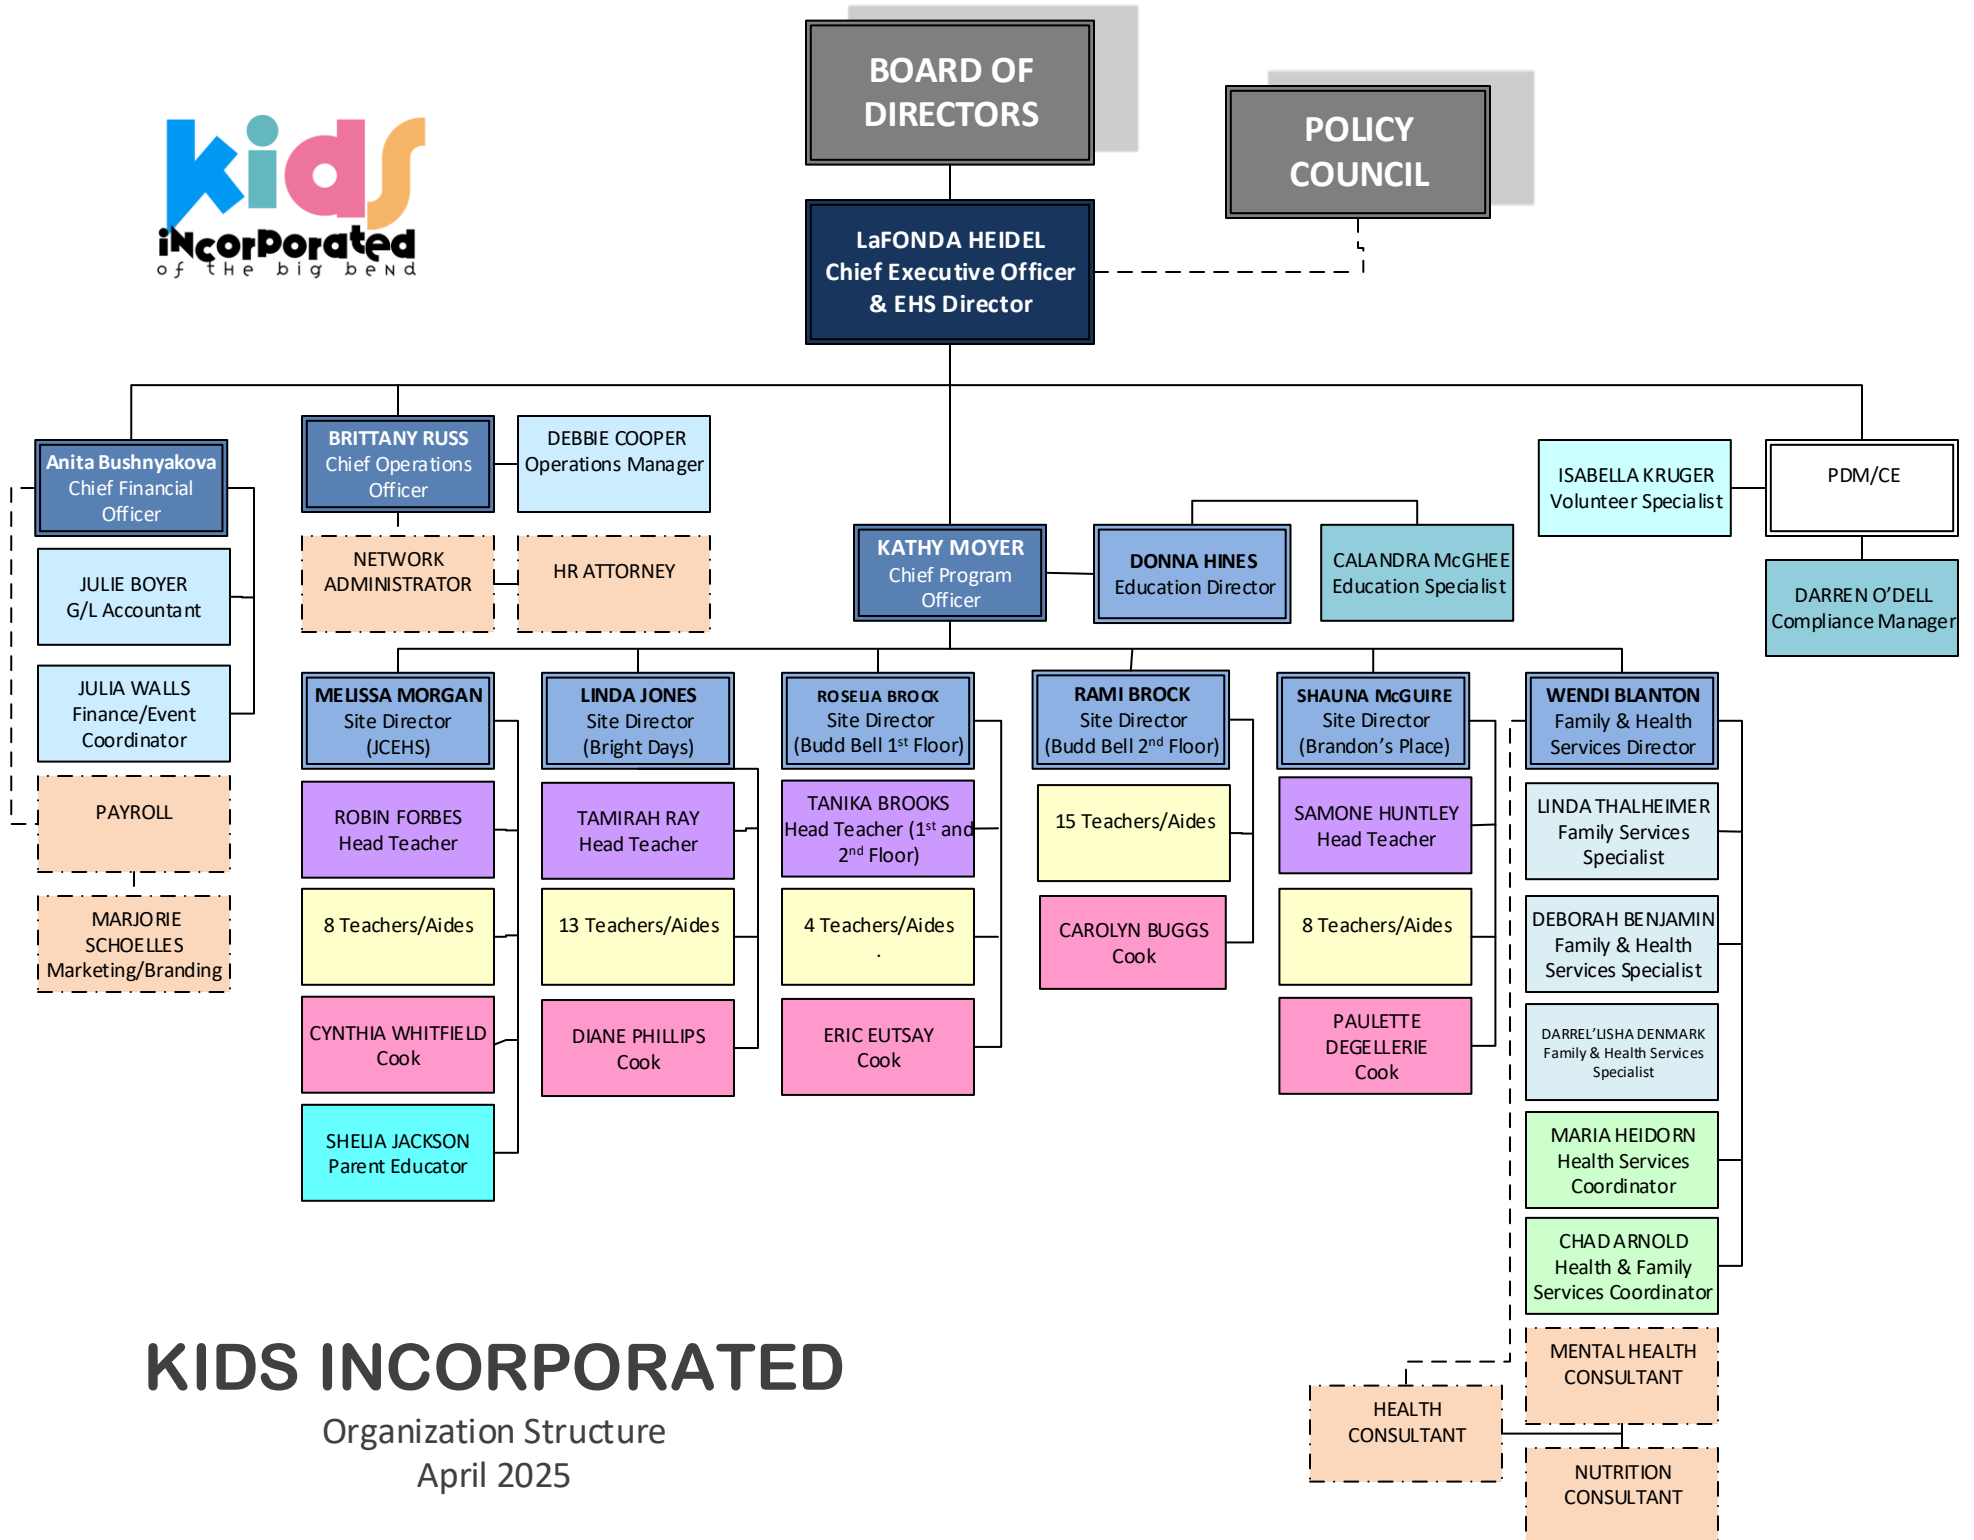 BOARD OF
DIRECTORS
POLICY
COUNCIL
kids
iNcorPorated
of tHe big beNd
LaFONDA HEIDEL
Chief Executive Officer
& EHS Director
Anita Bushnyakova
Chief Financial
Officer
BRITTANY RUSS
Chief Operations
Officer
DEBBIE COOPER
Operations Manager
ISABELLA KRUGER
Volunteer Specialist
PDM/CE
NETWORK
ADMINISTRATOR
HR ATTORNEY
KATHY MOYER
Chief Program
Officer
DONNA HINES
Education Director
CALANDRA McGHEE
Education Specialist
DARREN O’DELL
Compliance Manager
JULIE BOYER
G/L Accountant
JULIA WALLS
Finance/Event
Coordinator
PAYROLL
MARJORIE
SCHOELLES
Marketing/Branding
MELISSA MORGAN
Site Director
(JCEHS)
ROBIN FORBES
Head Teacher
8 Teachers/Aides
CYNTHIA WHITFIELD
Cook
SHELIA JACKSON
Parent Educator
LINDA JONES
Site Director
(Bright Days)
TAMIRAH RAY
Head Teacher
13 Teachers/Aides
DIANE PHILLIPS
Cook
ROSELIA BROCK
Site Director
(Budd Bell 1st Floor)
TANIKA BROOKS
Head Teacher (1st and
2nd Floor)
4 Teachers/Aides
.
ERIC EUTSAY
Cook
RAMI BROCK
Site Director
(Budd Bell 2nd Floor)
15 Teachers/Aides
CAROLYN BUGGS
Cook
SHAUNA McGUIRE
Site Director
(Brandon’s Place)
SAMONE HUNTLEY
Head Teacher
8 Teachers/Aides
PAULETTE
DEGELLERIE
Cook
WENDI BLANTON
Family & Health
Services Director
LINDA THALHEIMER
Family Services
Specialist
DEBORAH BENJAMIN
Family & Health
Services Specialist
DARREL’LISHA DENMARK
Family & Health Services
Specialist
MARIA HEIDORN
Health Services
Coordinator
CHAD ARNOLD
Health & Family
Services Coordinator
MENTAL HEALTH
CONSULTANT
HEALTH
CONSULTANT
NUTRITION
CONSULTANT
KIDS INCORPORATED
Organization Structure
April 2025